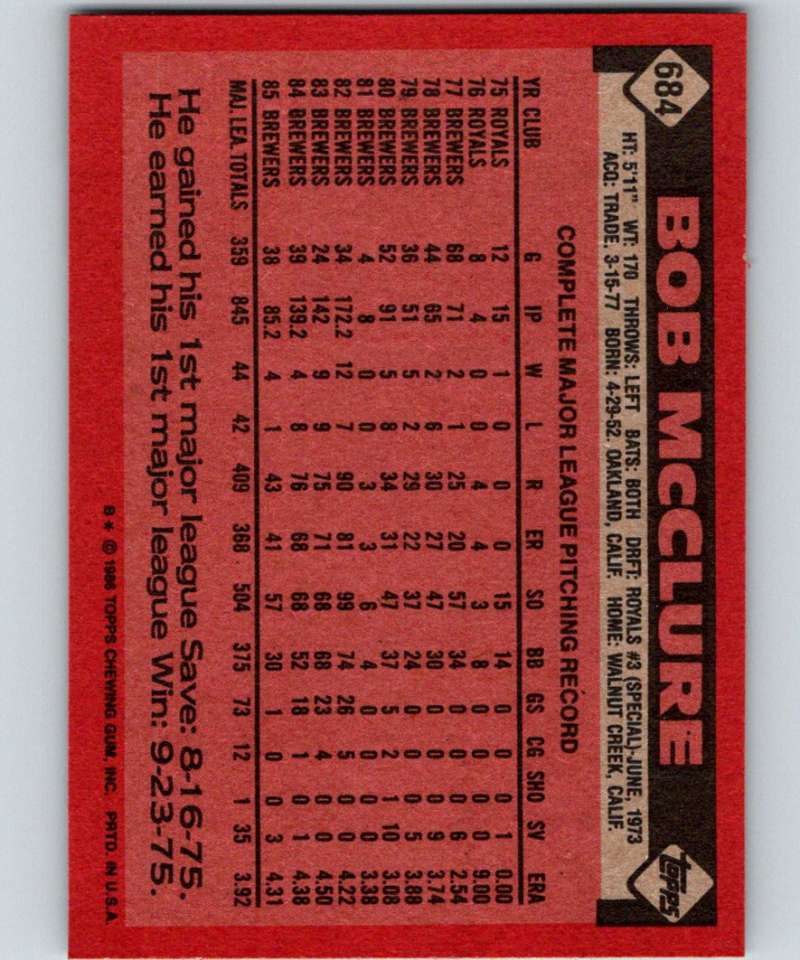 684
BOB McCLURE
TOPPS
HT: 5'11" WT: 170 THROWS: LEFT BATS: BOTH DRFT: ROYALS #3 (SPECIAL)-JUNE, 1973
ACQ: TRADE, 3-15-77 BORN: 4-29-52, OAKLAND, CALIF. HOME: WALNUT CREEK, CALIF.
COMPLETE MAJOR LEAGUE PITCHING RECORD
YR CLUB G IP W L R ER SO BB GS CG SHO SV ERA
75 ROYALS 12 15 1 0 0 0 15 14 0 0 0 1 0.00
76 ROYALS 8 4 0 0 4 4 3 8 0 0 0 0 9.00
77 BREWERS 68 71 2 1 25 20 57 34 0 0 0 6 2.54
78 BREWERS 44 65 2 6 30 27 47 30 0 0 0 9 3.74
79 BREWERS 36 51 5 2 29 22 37 24 0 0 0 5 3.88
80 BREWERS 52 91 5 8 34 31 47 37 5 2 1 10 3.08
81 BREWERS 4 8 0 0 3 3 6 4 0 0 0 0 3.38
82 BREWERS 34 172.2 12 7 90 81 99 74 26 5 0 0 4.22
83 BREWERS 24 142 9 9 75 71 68 68 23 4 0 0 4.50
84 BREWERS 39 139.2 4 8 76 68 68 52 18 1 0 1 4.38
85 BREWERS 38 85.2 4 1 43 41 57 30 1 0 0 3 4.31
MAJ. LEA. TOTALS 359 845 44 42 409 368 504 375 73 12 1 35 3.92
He gained his 1st major league Save: 8-16-75.
He earned his 1st major league Win: 9-23-75.
B* © 1986 TOPPS CHEWING GUM, INC. PRTD. IN U.S.A.